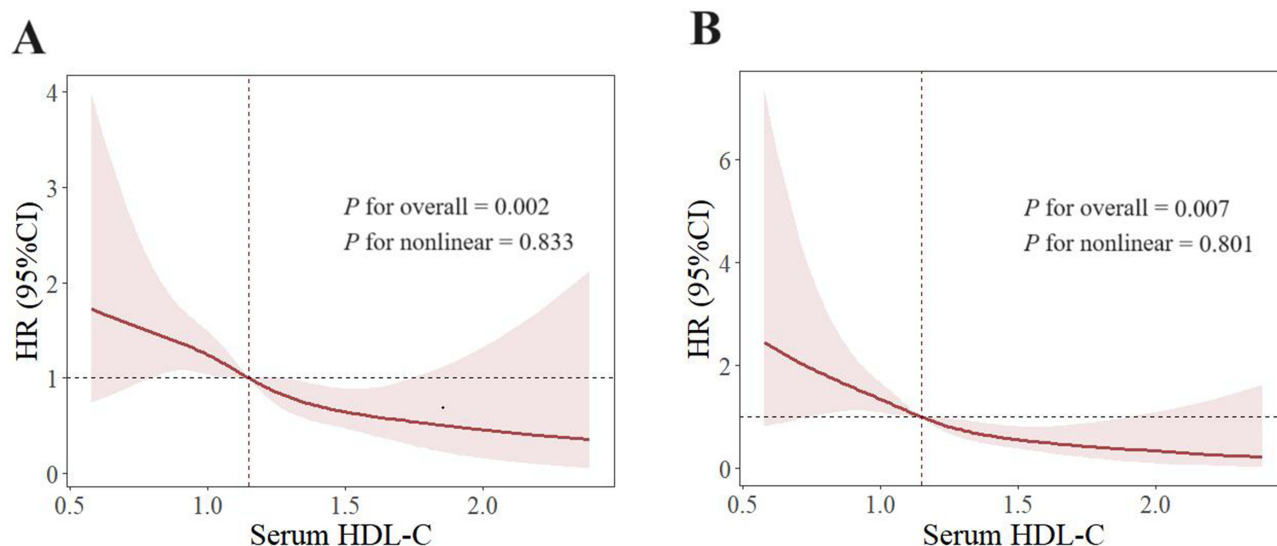 A
HR (95%CI)
4
3
2
1
0
P for overall = 0.002
P for nonlinear = 0.833
0.5 1.0 1.5 2.0
Serum HDL-C
B
HR (95%CI)
6
4
2
0
P for overall = 0.007
P for nonlinear = 0.801
0.5 1.0 1.5 2.0
Serum HDL-C